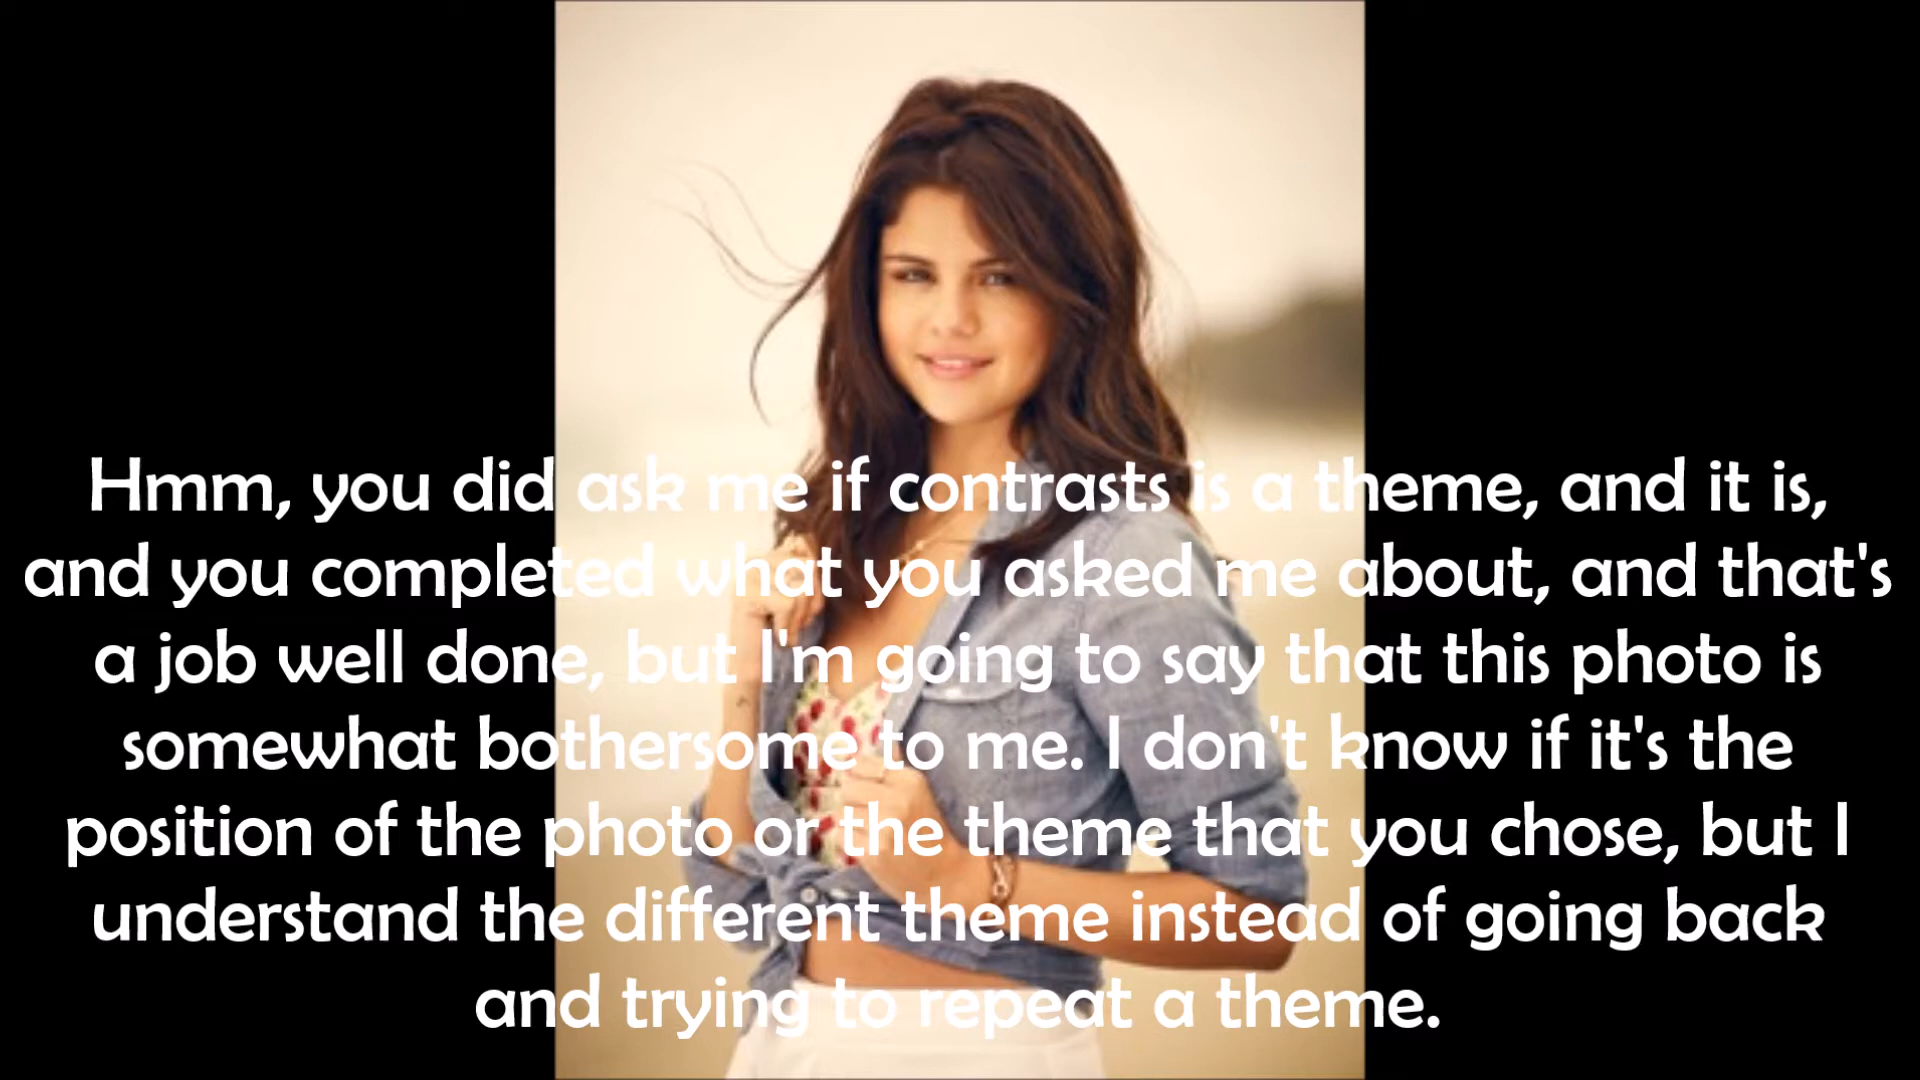 Hmm, you did ask me if contrasts is a theme, and it is,
and you completed what you asked me about, and that's
a job well done, but I'm going to say that this photo is
somewhat bothersome to me. I don't know if it's the
position of the photo or the theme that you chose, but I
understand the different theme instead of going back
and trying to repeat a theme.